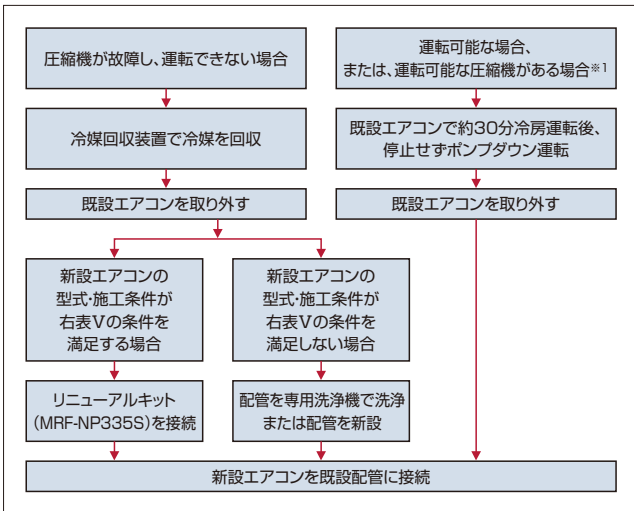 圧縮機が故障し、運転できない場合
運転可能な場合、
または、運転可能な圧縮機がある場合※1
冷媒回収装置で冷媒を回収
既設エアコンで約30分冷房運転後、
停止せずポンプダウン運転
既設エアコンを取り外す
既設エアコンを取り外す
新設エアコンの
型式・施工条件が
右表Vの条件を
満足する場合
新設エアコンの
型式・施工条件が
右表Vの条件を
満足しない場合
リニューアルキット
(MRF-NP335S)を接続
配管を専用洗浄機で洗浄
または配管を新設
新設エアコンを既設配管に接続